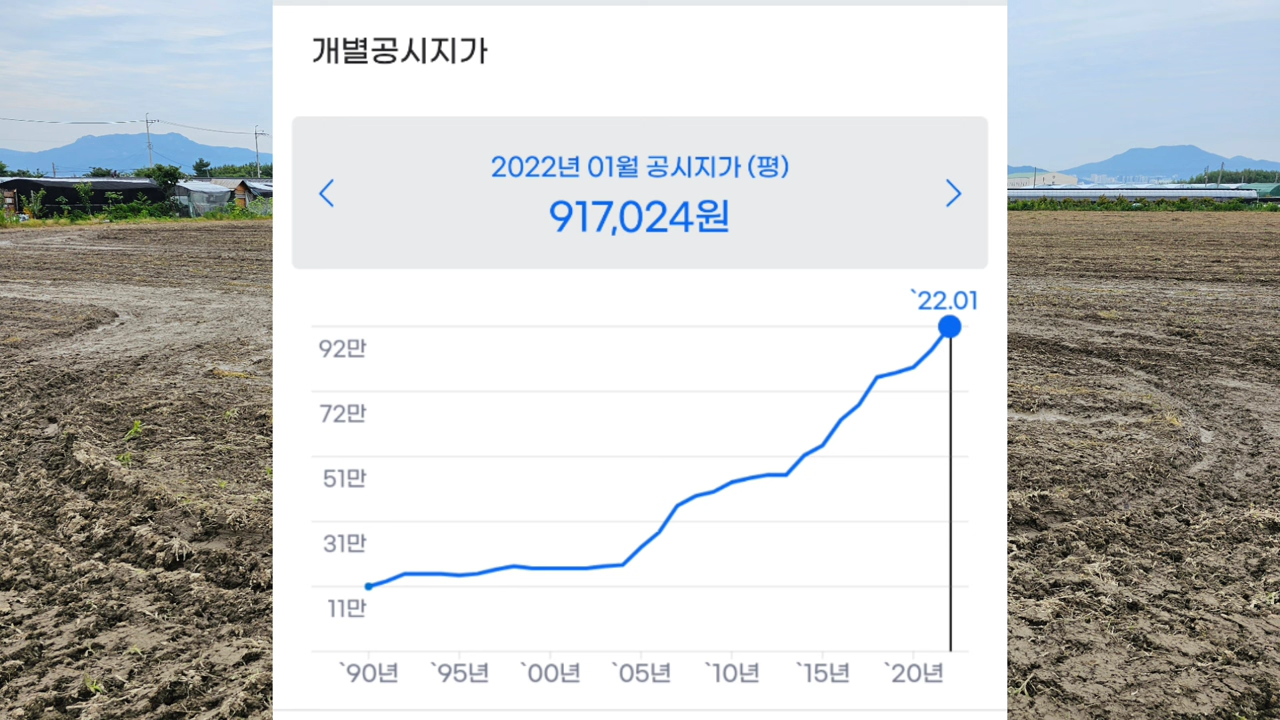 개별공시지가
2022년 01월 공시지가 (평)
917,024원
`22.01
92만
72만
51만
31만
11만
`90년 `95년 `00년 `05년 `10년 `15년 `20년